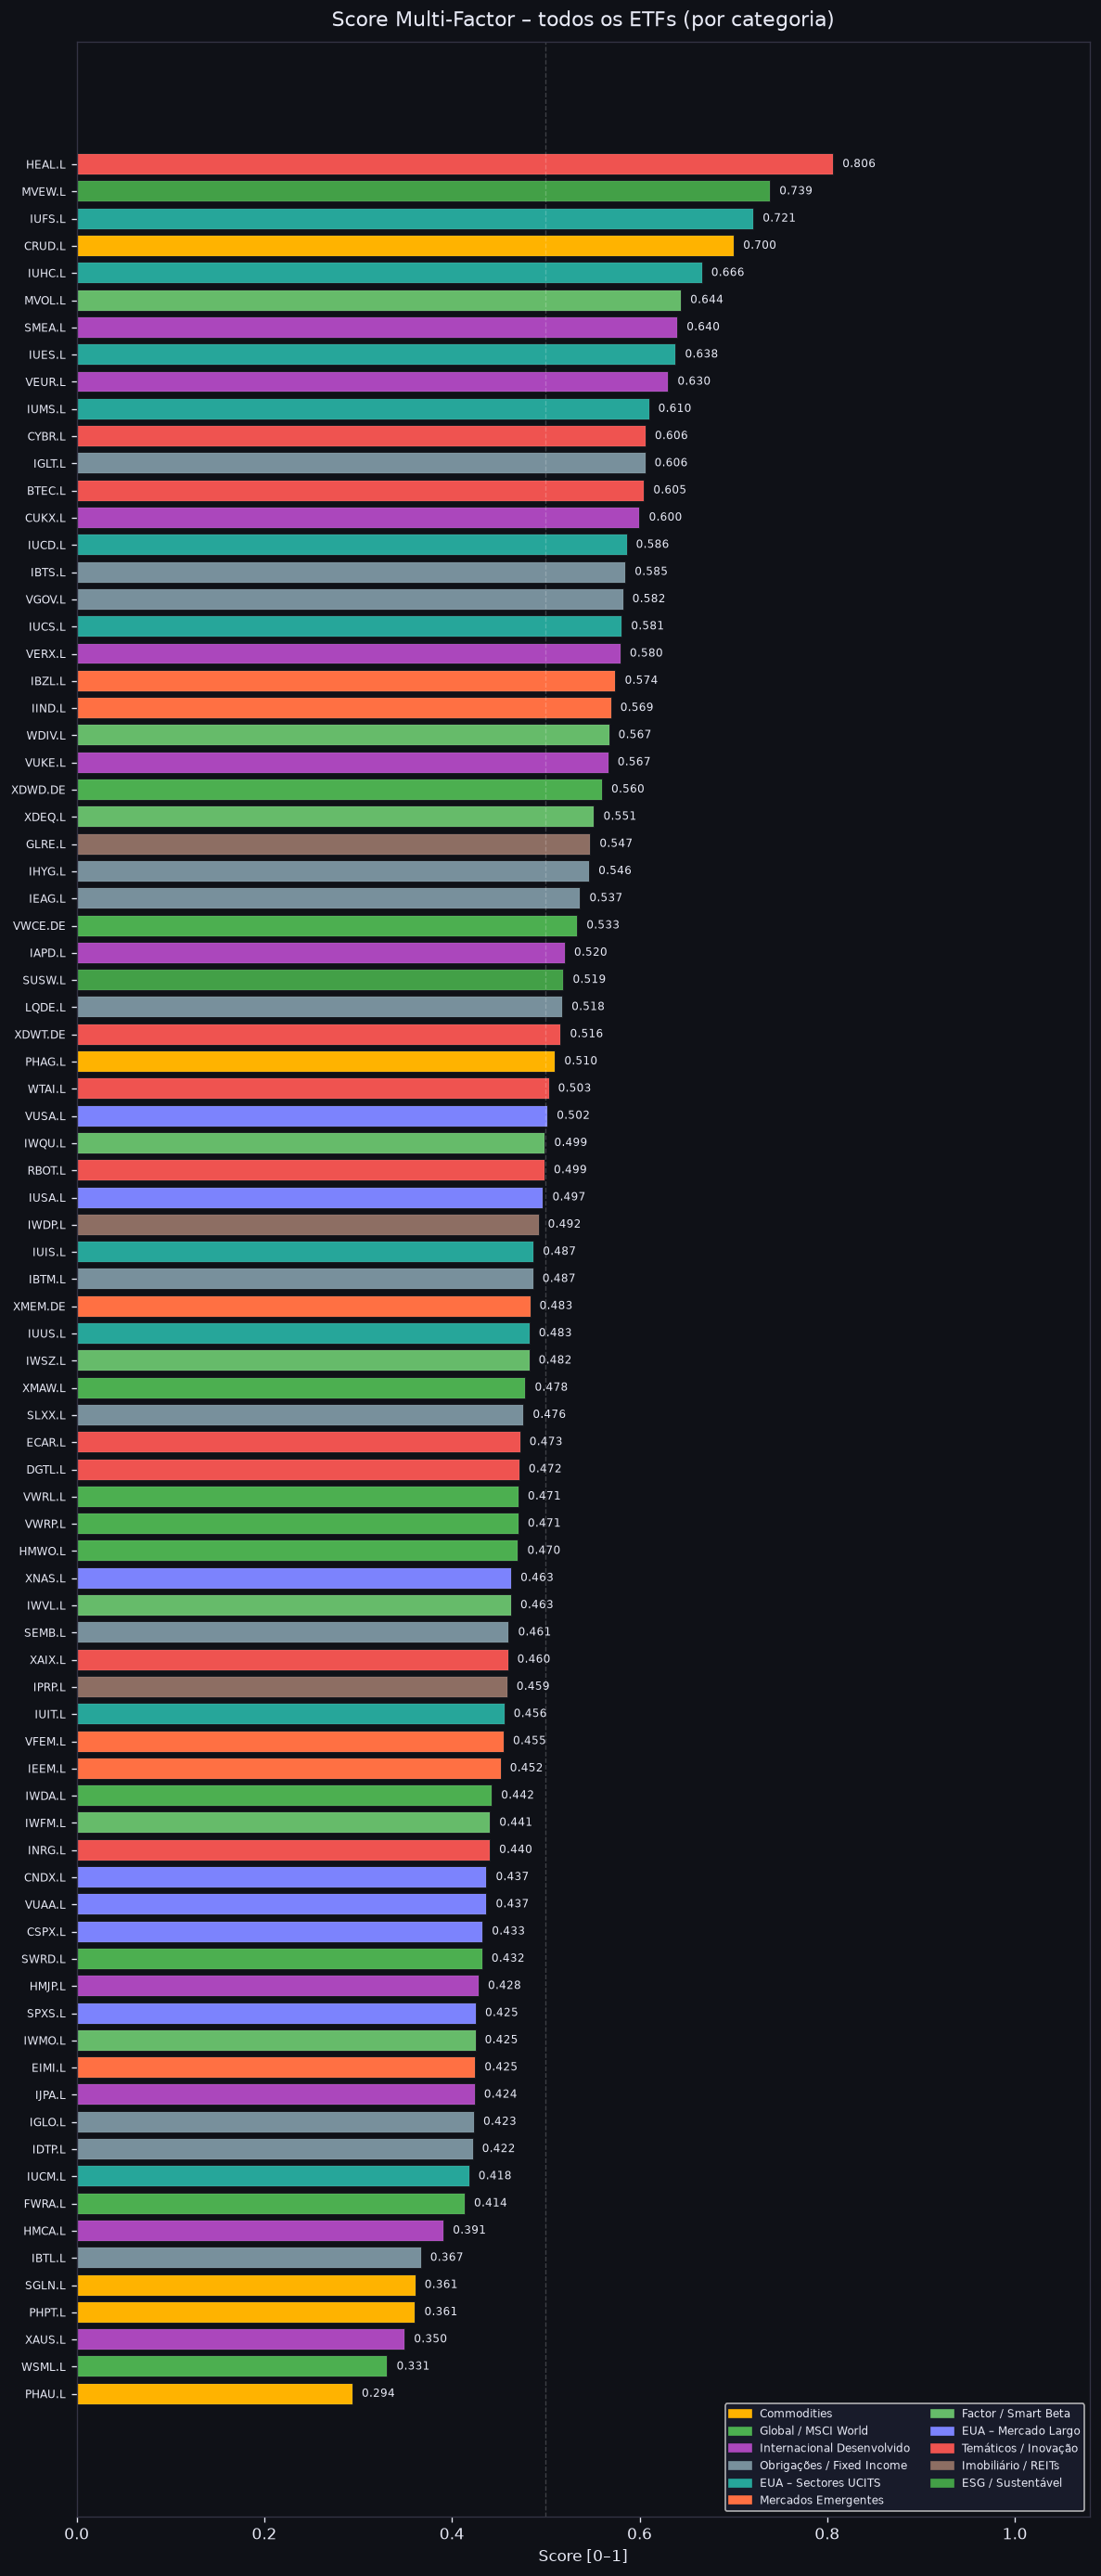 Score Multi-Factor – todos os ETFs (por categoria)
HEAL.L 0.806
MVEW.L 0.739
IUFS.L 0.721
CRUD.L 0.700
IUHC.L 0.666
MVOL.L 0.644
SMEA.L 0.640
IUES.L 0.638
VEUR.L 0.630
IUMS.L 0.610
CYBR.L 0.606
IGLT.L 0.606
BTEC.L 0.605
CUKX.L 0.600
IUCD.L 0.586
IBTS.L 0.585
VGOV.L 0.582
IUCS.L 0.581
VERX.L 0.580
IBZL.L 0.574
IIND.L 0.569
WDIV.L 0.567
VUKE.L 0.567
XDWD.DE 0.560
XDEQ.L 0.551
GLRE.L 0.547
IHYG.L 0.546
IEAG.L 0.537
VWCE.DE 0.533
IAPD.L 0.520
SUSW.L 0.519
LQDE.L 0.518
XDWT.DE 0.516
PHAG.L 0.510
WTAI.L 0.503
VUSA.L 0.502
IWQU.L 0.499
RBOT.L 0.499
IUSA.L 0.497
IWDP.L 0.492
IUIS.L 0.487
IBTM.L 0.487
XMEM.DE 0.483
IUUS.L 0.483
IWSZ.L 0.482
XMAW.L 0.478
SLXX.L 0.476
ECAR.L 0.473
DGTL.L 0.472
VWRL.L 0.471
VWRP.L 0.471
HMWO.L 0.470
XNAS.L 0.463
IWVL.L 0.463
SEMB.L 0.461
XAIX.L 0.460
IPRP.L 0.459
IUIT.L 0.456
VFEM.L 0.455
IEEM.L 0.452
IWDA.L 0.442
IWFM.L 0.441
INRG.L 0.440
CNDX.L 0.437
VUAA.L 0.437
CSPX.L 0.433
SWRD.L 0.432
HMJP.L 0.428
SPXS.L 0.425
IWMO.L 0.425
EIMI.L 0.425
IJPA.L 0.424
IGLO.L 0.423
IDTP.L 0.422
IUCM.L 0.418
FWRA.L 0.414
HMCA.L 0.391
IBTL.L 0.367
SGLN.L 0.361
PHPT.L 0.361
XAUS.L 0.350
WSML.L 0.331
PHAU.L 0.294
Commodities
Global / MSCI World
Internacional Desenvolvido
Obrigações / Fixed Income
EUA – Sectores UCITS
Mercados Emergentes
Factor / Smart Beta
EUA – Mercado Largo
Temáticos / Inovação
Imobiliário / REITs
ESG / Sustentável
0.0 0.2 0.4 0.6 0.8 1.0
Score [0–1]